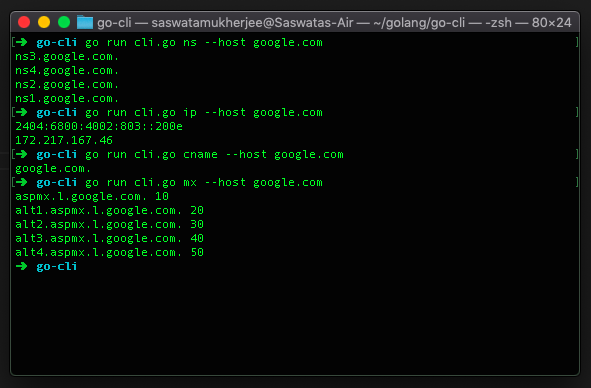 go-cli — saswatamukherjee@Saswatas-Air — ~/golang/go-cli — -zsh — 80×24
[➜ go-cli go run cli.go ns --host google.com ]
ns3.google.com.
ns4.google.com.
ns2.google.com.
ns1.google.com.
[➜ go-cli go run cli.go ip --host google.com ]
2404:6800:4002:803::200e
172.217.167.46
[➜ go-cli go run cli.go cname --host google.com ]
google.com.
[➜ go-cli go run cli.go mx --host google.com ]
aspmx.l.google.com. 10
alt1.aspmx.l.google.com. 20
alt2.aspmx.l.google.com. 30
alt3.aspmx.l.google.com. 40
alt4.aspmx.l.google.com. 50
➜ go-cli